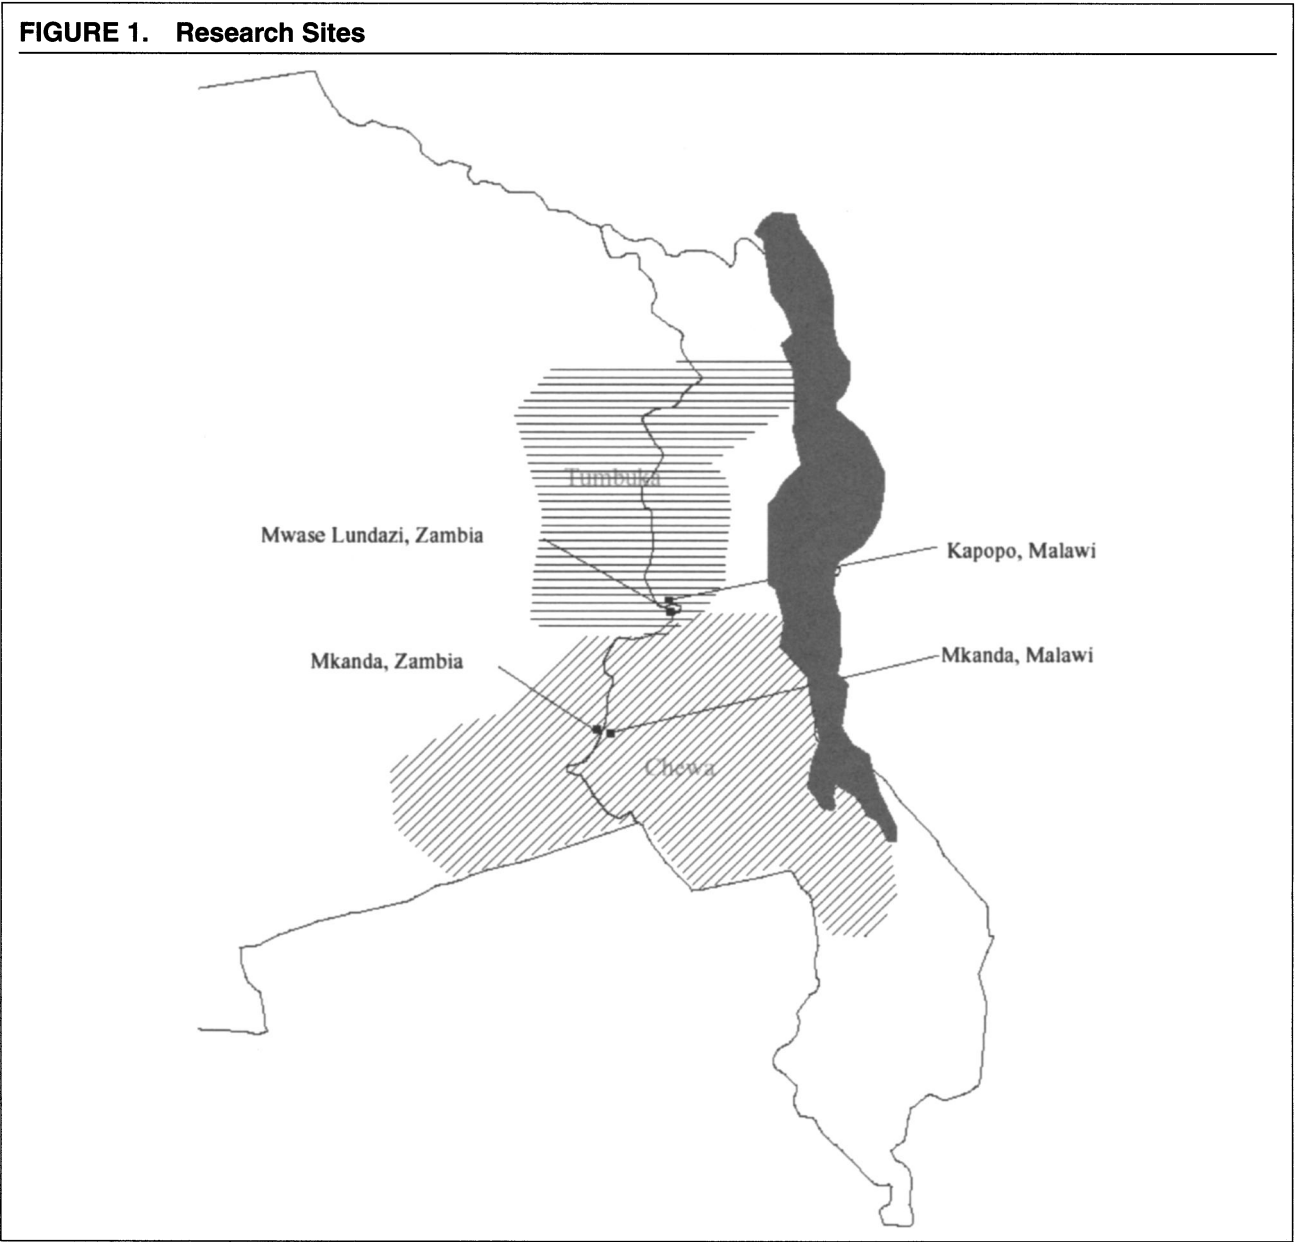 FIGURE 1. Research Sites
Tumbuka
Mwase Lundazi, Zambia
Kapopo, Malawi
Mkanda, Zambia
Mkanda, Malawi
Chewa